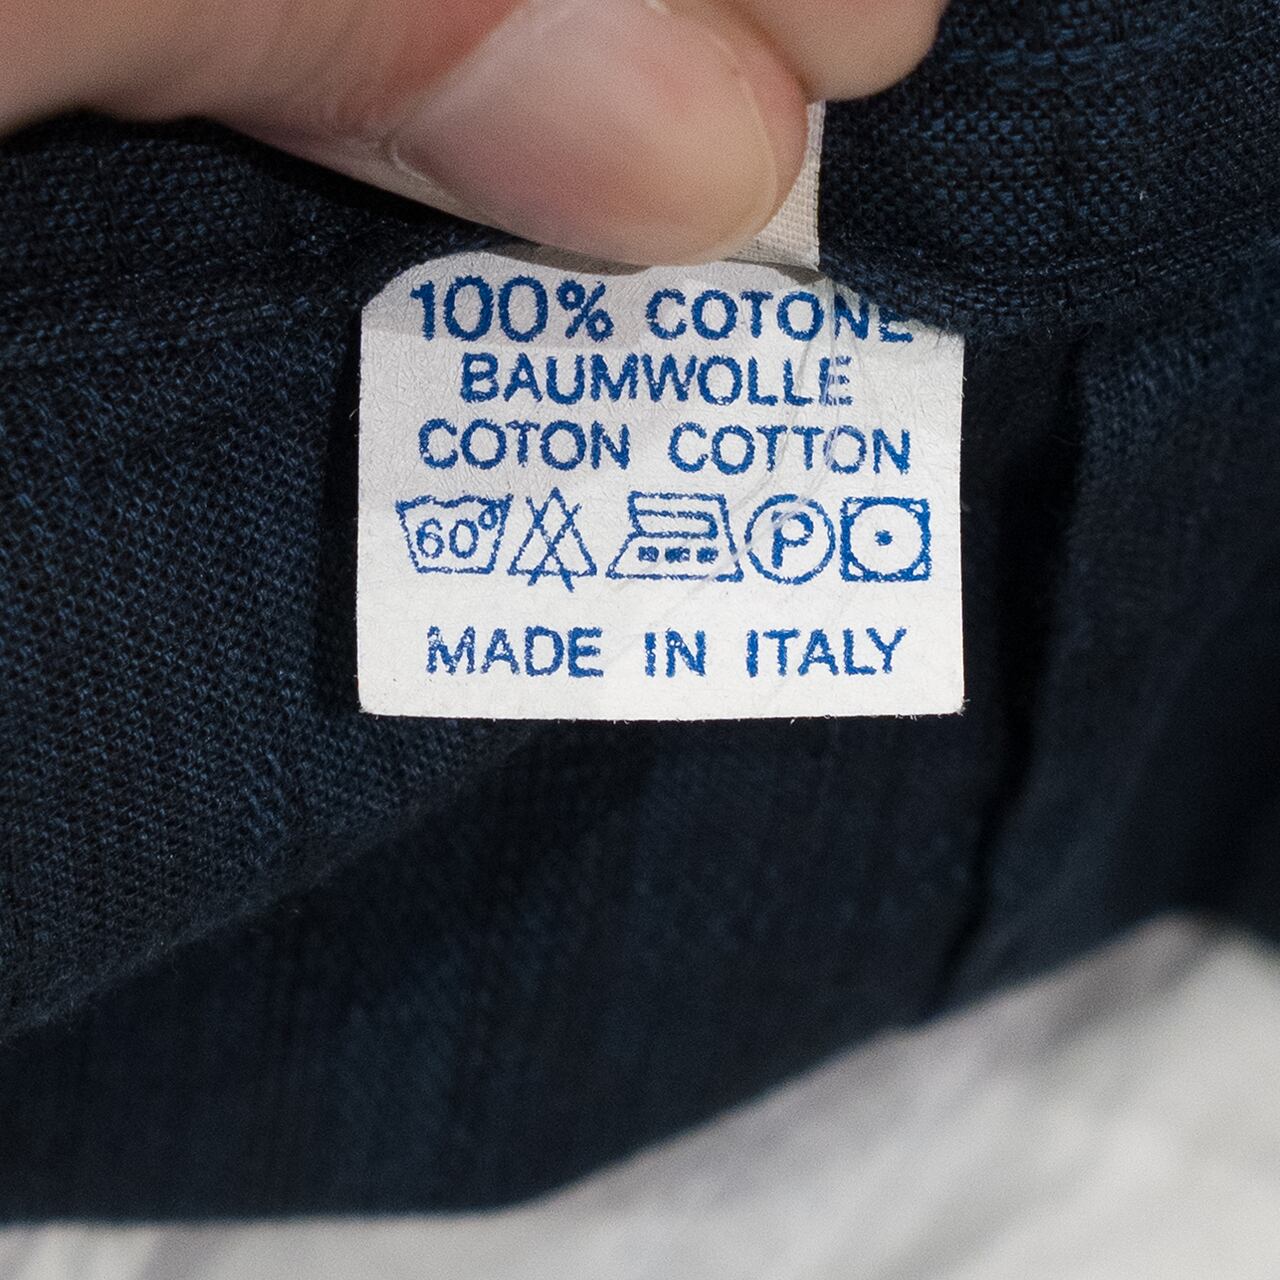 100% COTONE
BAUMWOLLE
COTON COTTON
60° P
MADE IN ITALY